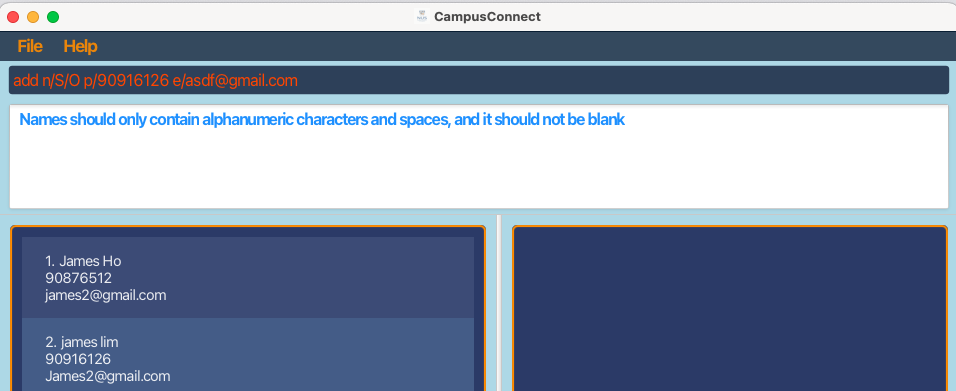 CampusConnect
File Help
add n/S/O p/90916126 e/asdf@gmail.com
Names should only contain alphanumeric characters and spaces, and it should not be blank
1. James Ho
90876512
james2@gmail.com
2. james lim
90916126
James2@gmail.com